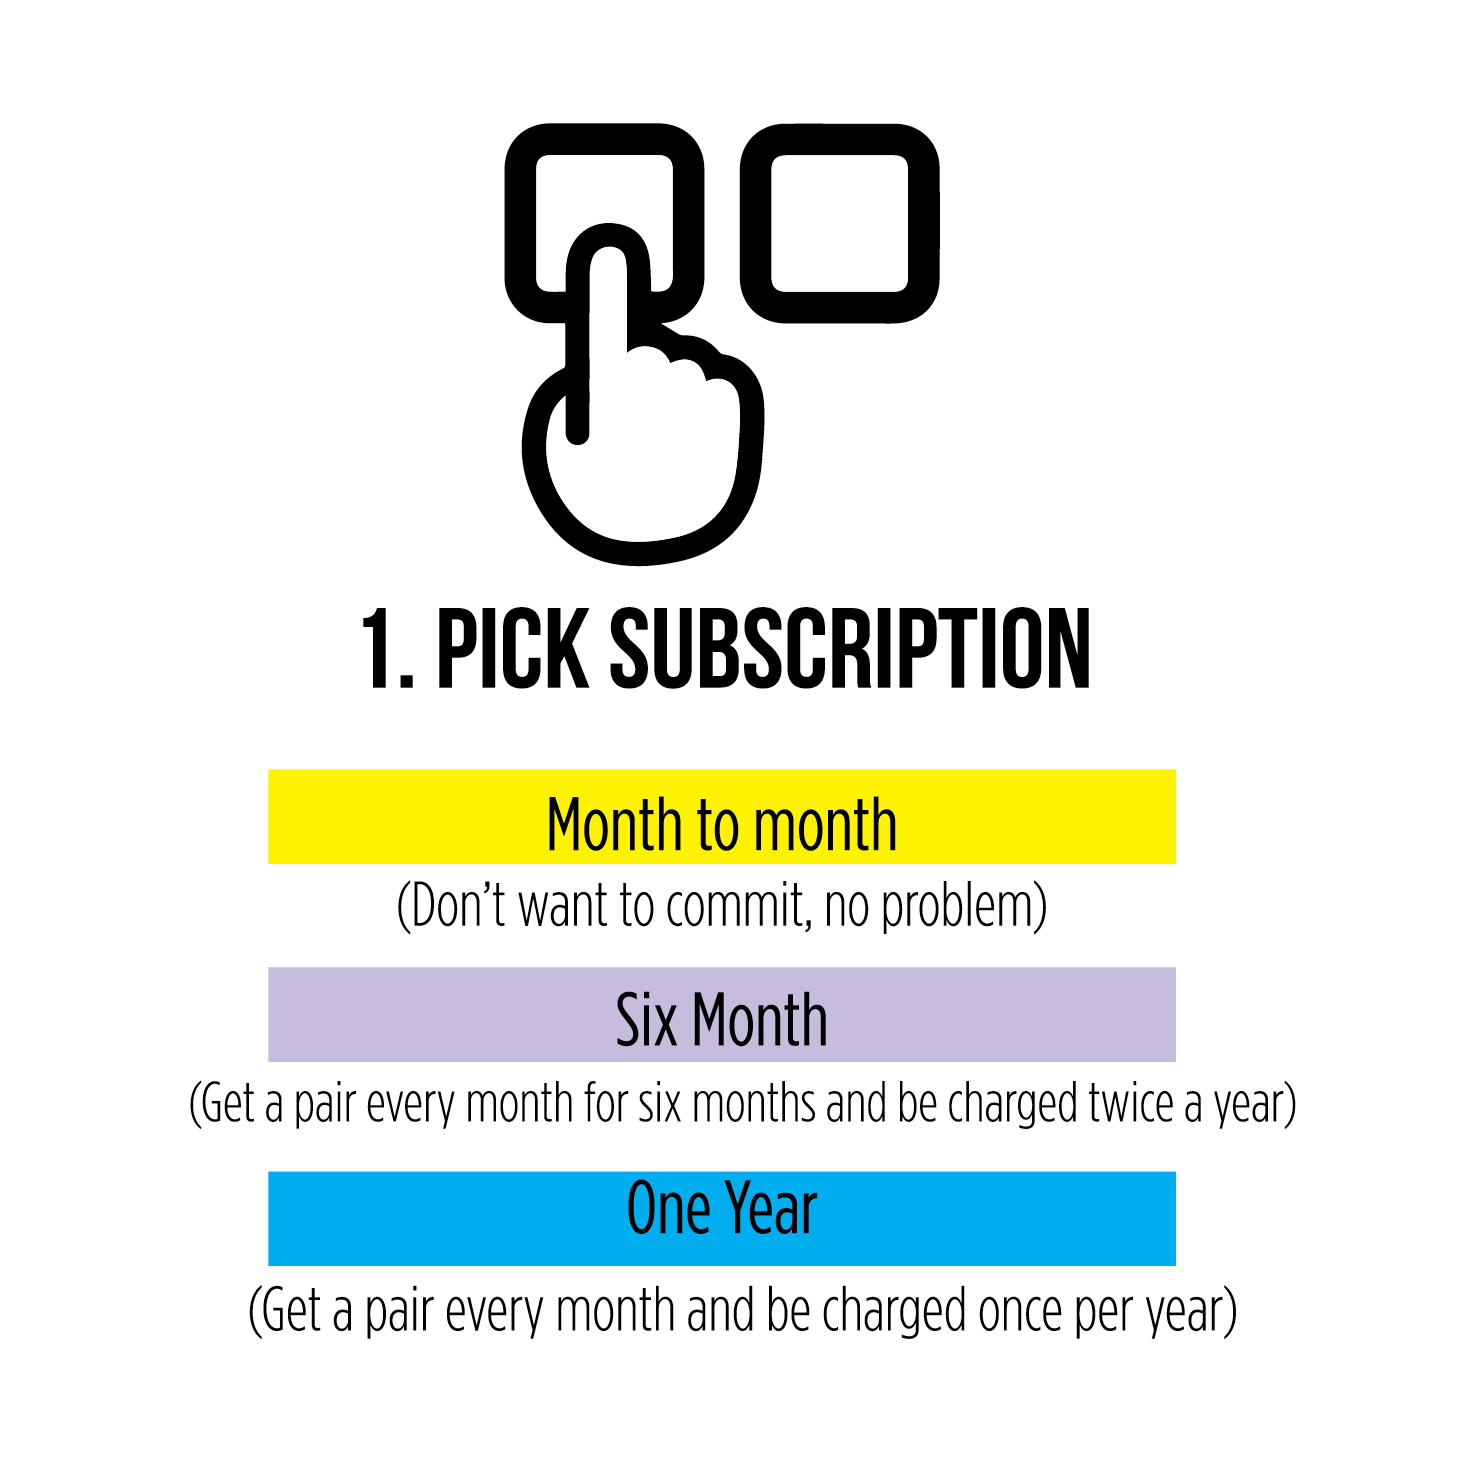 1. PICK SUBSCRIPTION
Month to month
(Don’t want to commit, no problem)
Six Month
(Get a pair every month for six months and be charged twice a year)
One Year
(Get a pair every month and be charged once per year)